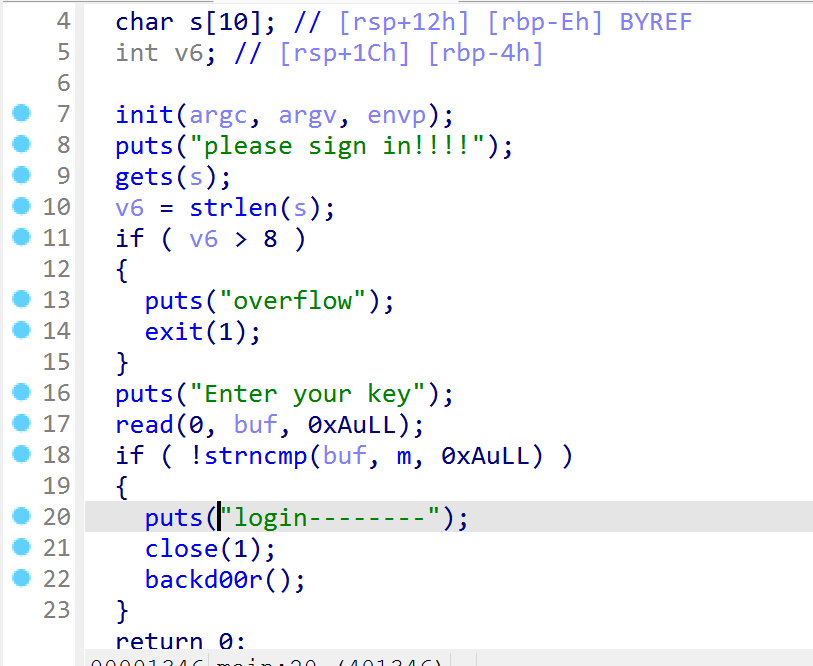 4 char s[10]; // [rsp+12h] [rbp-Eh] BYREF
5 int v6; // [rsp+1Ch] [rbp-4h]
6
7 init(argc, argv, envp);
8 puts("please sign in!!!!");
9 gets(s);
10 v6 = strlen(s);
11 if ( v6 > 8 )
12 {
13 puts("overflow");
14 exit(1);
15 }
16 puts("Enter your key");
17 read(0, buf, 0xAuLL);
18 if ( !strncmp(buf, m, 0xAuLL) )
19 {
20 puts("login--------");
21 close(1);
22 backd00r();
23 }
return 0;
00001346 main:20 (401346)